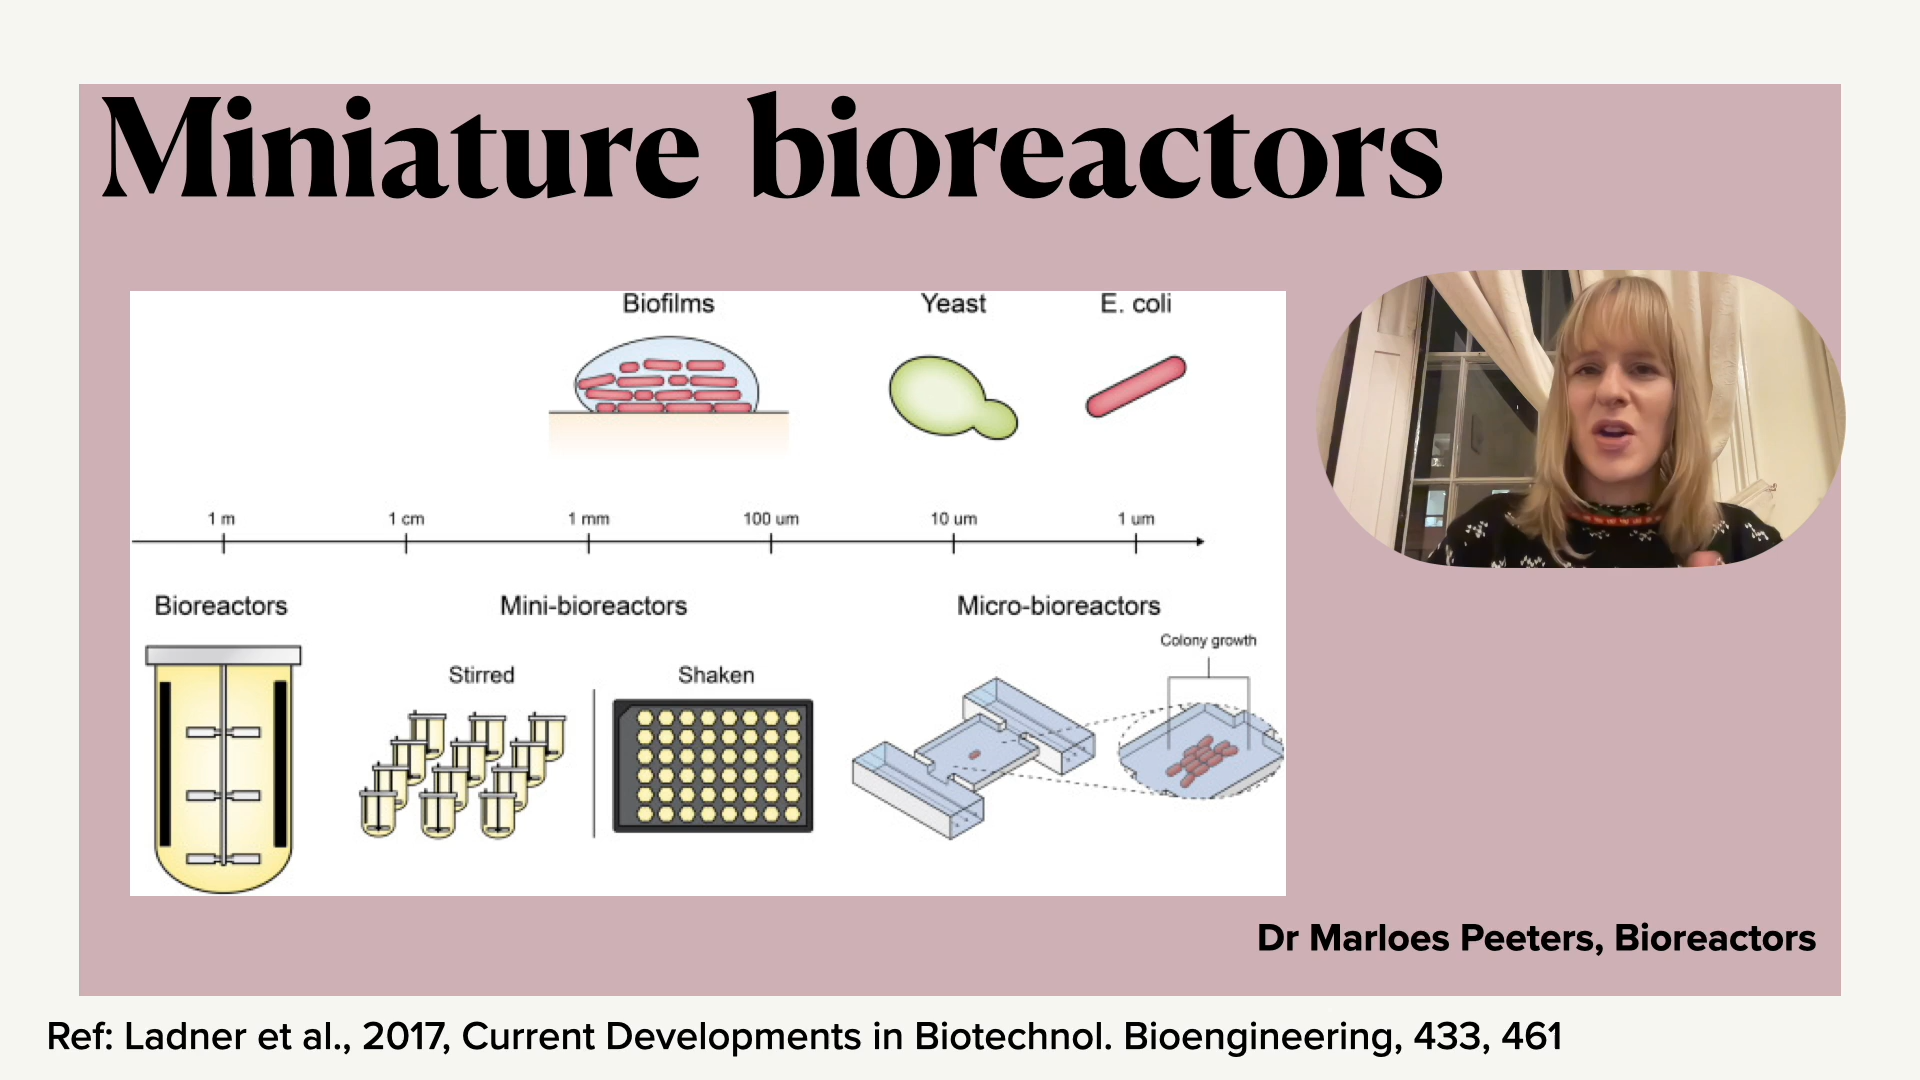 Miniature bioreactors
Biofilms
Yeast
E. coli
1 m
1 cm
1 mm
100 um
10 um
1 um
Bioreactors
Mini-bioreactors
Micro-bioreactors
Colony growth
Stirred
Shaken
Dr Marloes Peeters, Bioreactors
Ref: Ladner et al., 2017, Current Developments in Biotechnol. Bioengineering, 433, 461